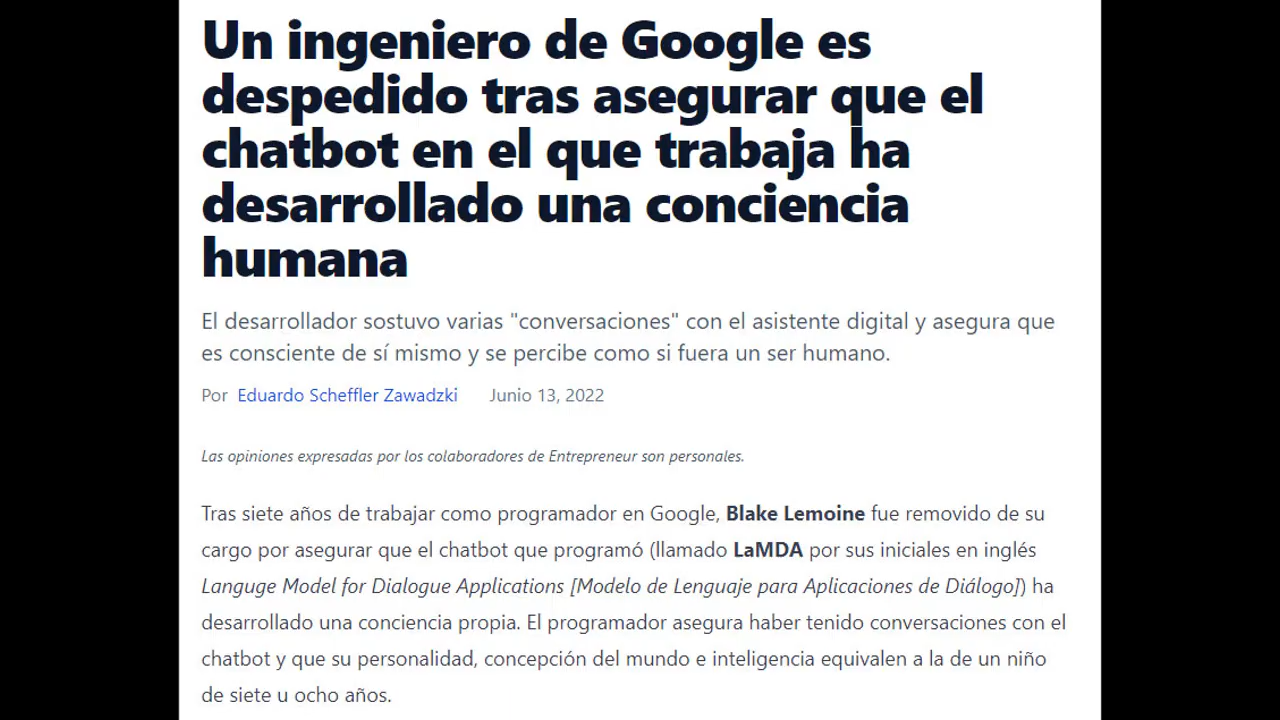 Un ingeniero de Google es
despedido tras asegurar que el
chatbot en el que trabaja ha
desarrollado una conciencia
humana
El desarrollador sostuvo varias "conversaciones" con el asistente digital y asegura que
es consciente de sí mismo y se percibe como si fuera un ser humano.
Por Eduardo Scheffler Zawadzki Junio 13, 2022
Las opiniones expresadas por los colaboradores de Entrepreneur son personales.
Tras siete años de trabajar como programador en Google, Blake Lemoine fue removido de su
cargo por asegurar que el chatbot que programó (llamado LaMDA por sus iniciales en inglés
Languge Model for Dialogue Applications [Modelo de Lenguaje para Aplicaciones de Diálogo]) ha
desarrollado una conciencia propia. El programador asegura haber tenido conversaciones con el
chatbot y que su personalidad, concepción del mundo e inteligencia equivalen a la de un niño
de siete u ocho años.